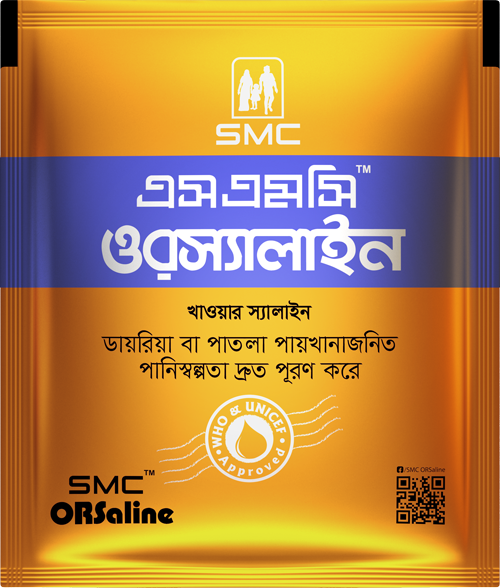 SMC
এসএমসি™
ওরস্যালাইন
খাওয়ার স্যালাইন
ডায়রিয়া বা পাতলা পায়খানাজনিত
পানিস্বল্পতা দ্রুত পূরণ করে
WHO & UNICEF
Approved
/SMC ORSaline
SMC™
ORSaline